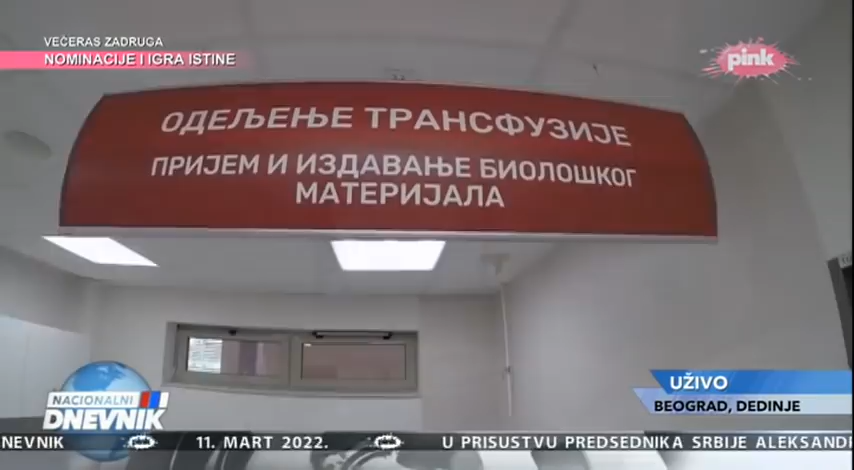 VEČERAS ZADRUGA
NOMINACIJE I IGRA ISTINE
pink
ОДЕЉЕЊЕ ТРАНСФУЗИЈЕ
ПРИЈЕМ И ИЗДАВАЊЕ БИОЛОШКОГ
МАТЕРИЈАЛА
NACIONALNI
DNEVNIK
UŽIVO
BEOGRAD, DEDINJE
NEVNIK 11. MART 2022. U PRISUSTVU PREDSEDNIKA SRBIJE ALEKSAND